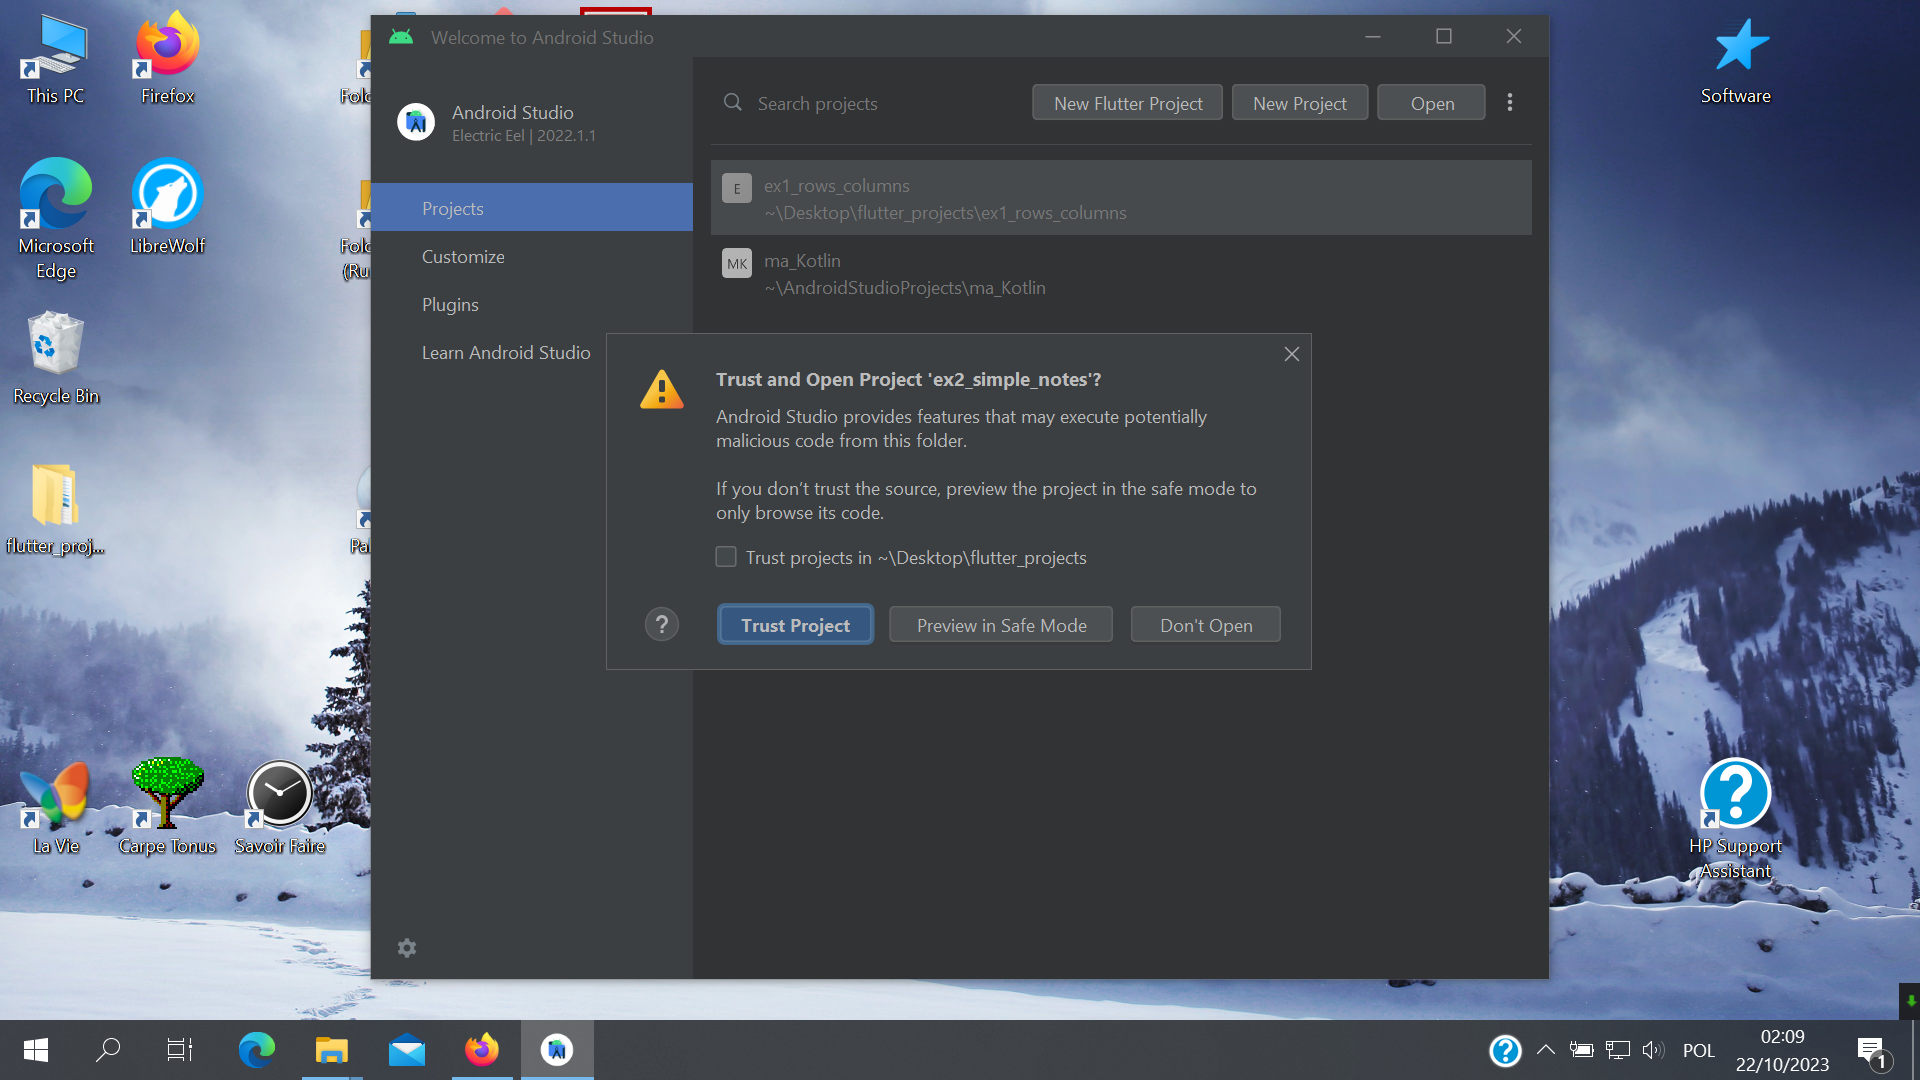 Welcome to Android Studio
This PC
Firefox
Microsoft
Edge
LibreWolf
Recycle Bin
flutter_proj...
La Vie
Carpe Tonus
Savoir Faire
Android Studio
Electric Eel | 2022.1.1
Projects
Customize
Plugins
Learn Android Studio
Search projects
New Flutter Project
New Project
Open
E
ex1_rows_columns
~\Desktop\flutter_projects\ex1_rows_columns
MK
ma_Kotlin
~\AndroidStudioProjects\ma_Kotlin
Trust and Open Project 'ex2_simple_notes'?
Android Studio provides features that may execute potentially
malicious code from this folder.
If you don’t trust the source, preview the project in the safe mode to
only browse its code.
Trust projects in ~\Desktop\flutter_projects
?
Trust Project
Preview in Safe Mode
Don't Open
Software
HP Support
Assistant
POL
02:09
22/10/2023
1